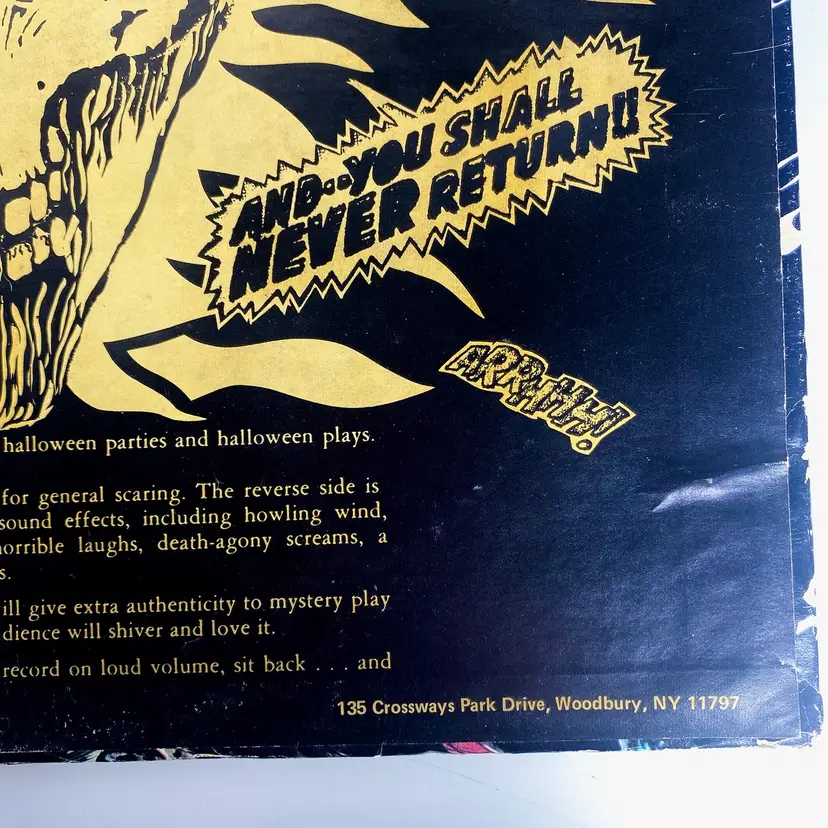 AND..YOU SHALL
NEVER RETURN!!
ARRHHH!
halloween parties and halloween plays.
for general scaring. The reverse side is
sound effects, including howling wind,
horrible laughs, death-agony screams, a
s.
ill give extra authenticity to mystery play
dience will shiver and love it.
record on loud volume, sit back . . . and
135 Crossways Park Drive, Woodbury, NY 11797